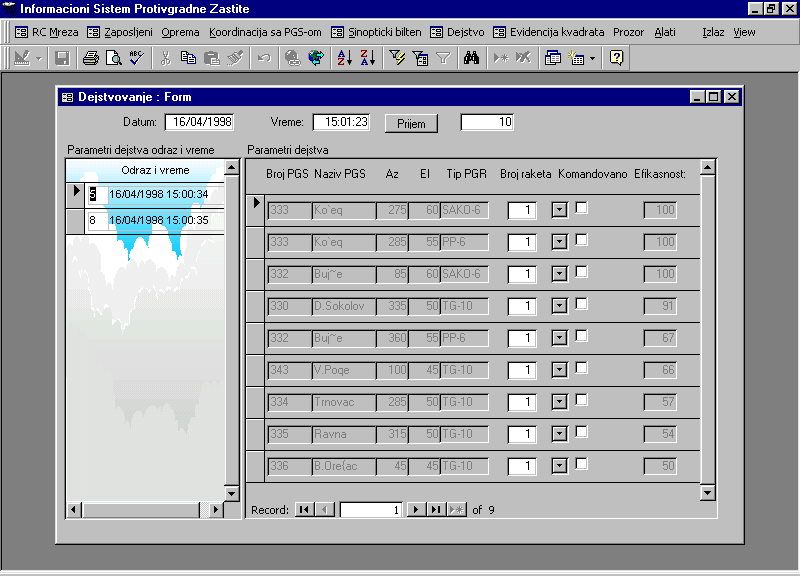 Informacioni Sistem Protivgradne Zastite
RC Mreza Zaposljeni Oprema Koordinacija sa PGS-om Sinopticki bilten Dejstvo Evidencija kvadrata Prozor Alati Izlaz View
Dejstvovanje : Form
Datum: 16/04/1998 Vreme: 15:01:23 Prijem 10
Parametri dejstva odraz i vreme Parametri dejstva
Odraz i vreme
5 16/04/1998 15:00:34
8 16/04/1998 15:00:35
Broj PGS Naziv PGS Az El Tip PGR Broj raketa Komandovano Efikasnost:
333 Ko`eq 275 60 SAKO-6 1 100
333 Ko`eq 285 55 PP-6 1 100
332 Buj~e 85 60 SAKO-6 1 100
330 D.Sokolov 335 50 TG-10 1 91
332 Buj~e 360 55 PP-6 1 67
343 V.Poqe 100 45 TG-10 1 66
334 Trnovac 285 50 TG-10 1 57
335 Ravna 315 50 TG-10 1 54
336 B.Ore{ac 45 45 TG-10 1 50
Record: 1 of 9